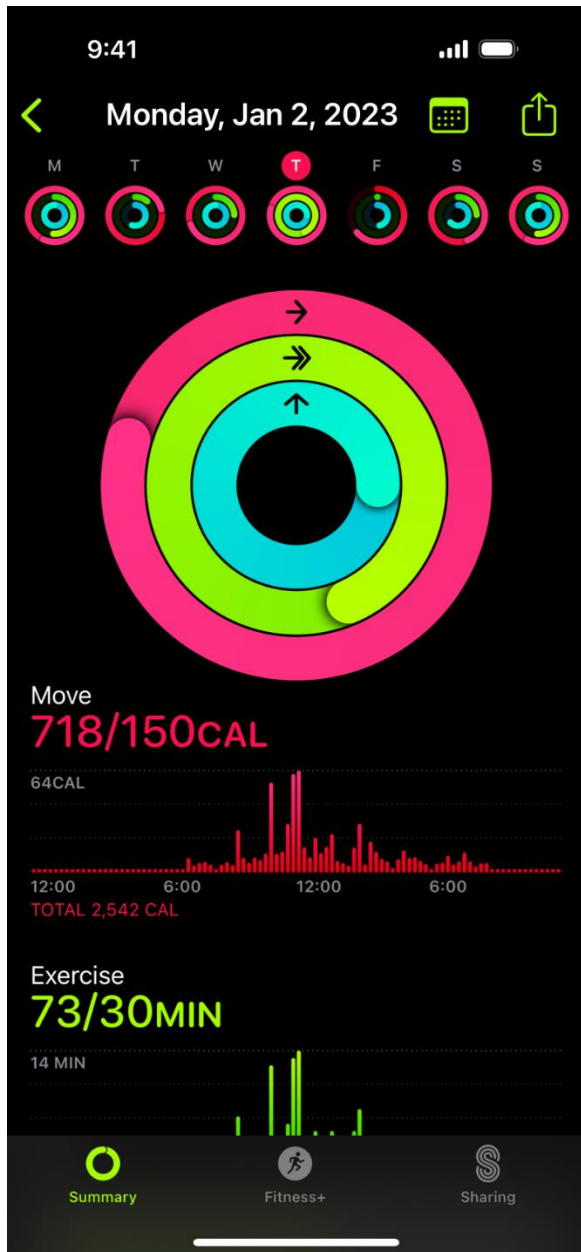 9:41
Monday, Jan 2, 2023
M T W T F S S
Move
718/150CAL
64CAL
12:00 6:00 12:00 6:00
TOTAL 2,542 CAL
Exercise
73/30MIN
14 MIN
Summary Fitness+ Sharing